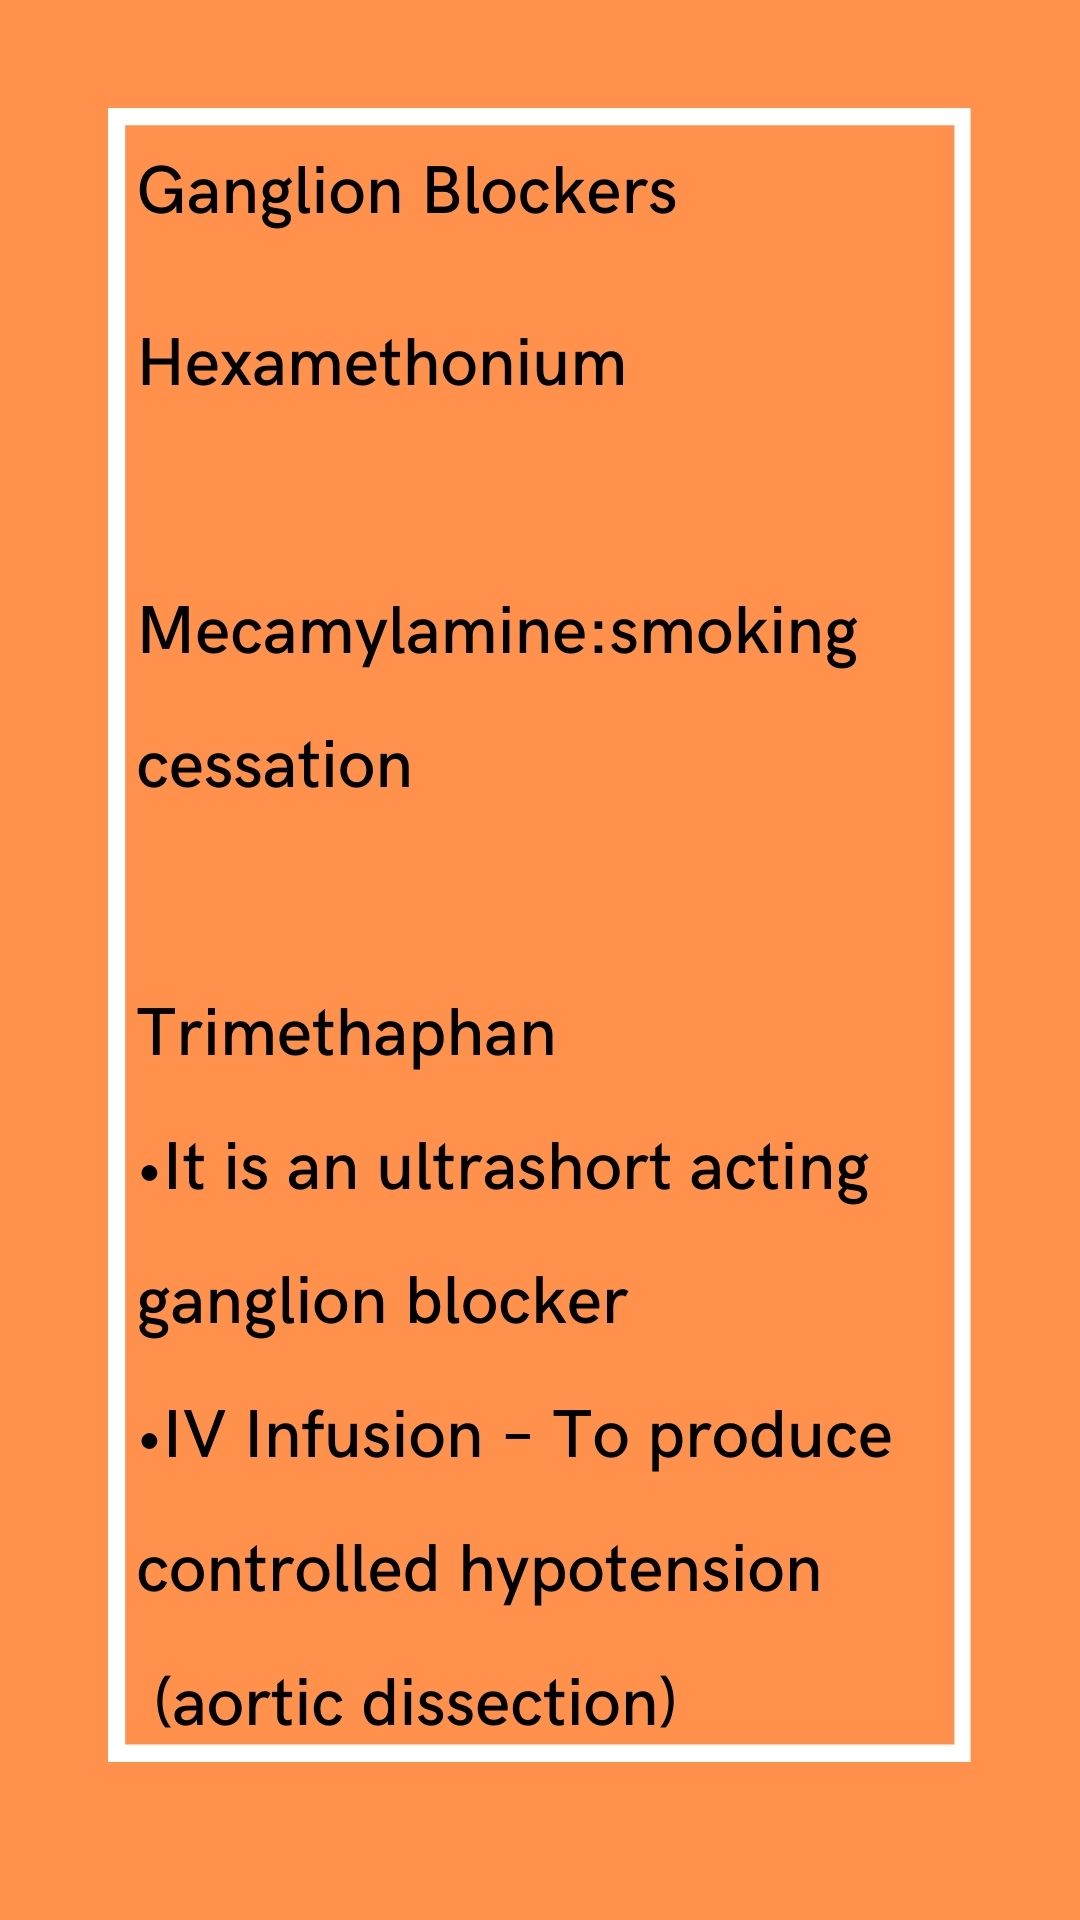 Ganglion Blockers
Hexamethonium
Mecamylamine:smoking
cessation
Trimethaphan
•It is an ultrashort acting
ganglion blocker
•IV Infusion – To produce
controlled hypotension
(aortic dissection)